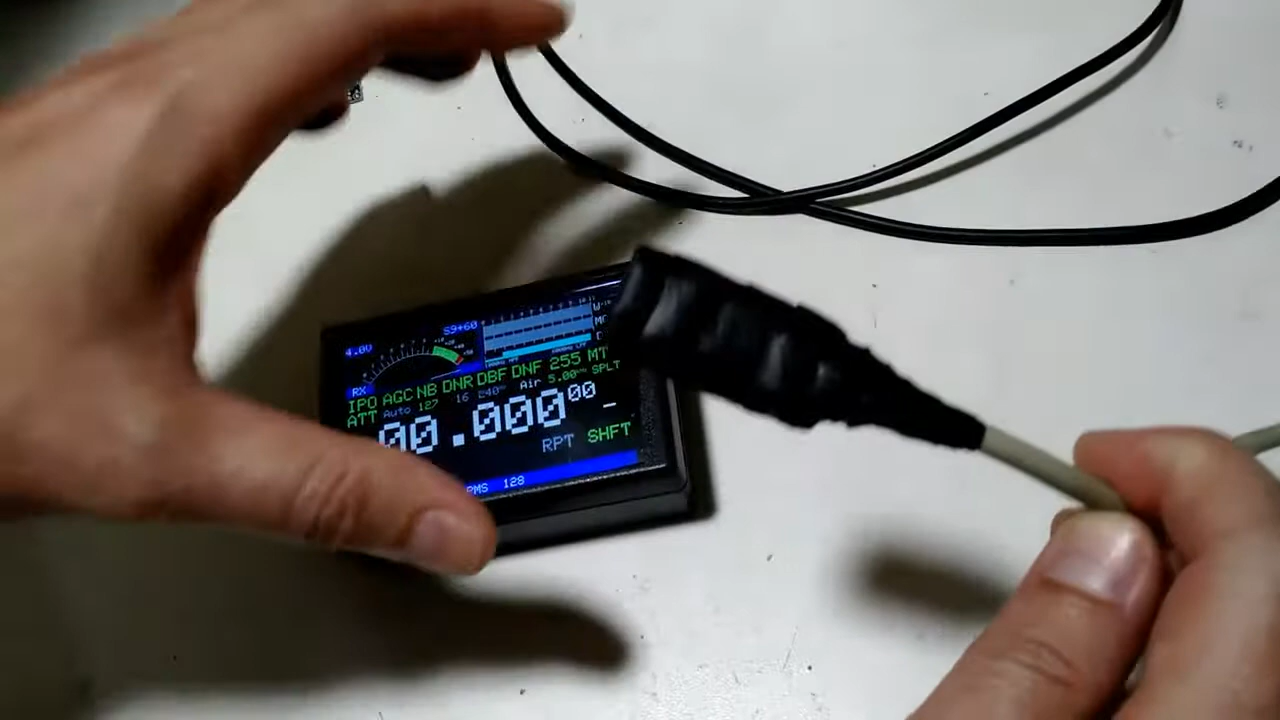 S9+60
4.00
RX
IPO AGC NB DNR DBF DNF 255 MT
ATT Auto 127 16 240 Air 5.00 SPLT
00.000 00
RPT SHFT
PMS 128